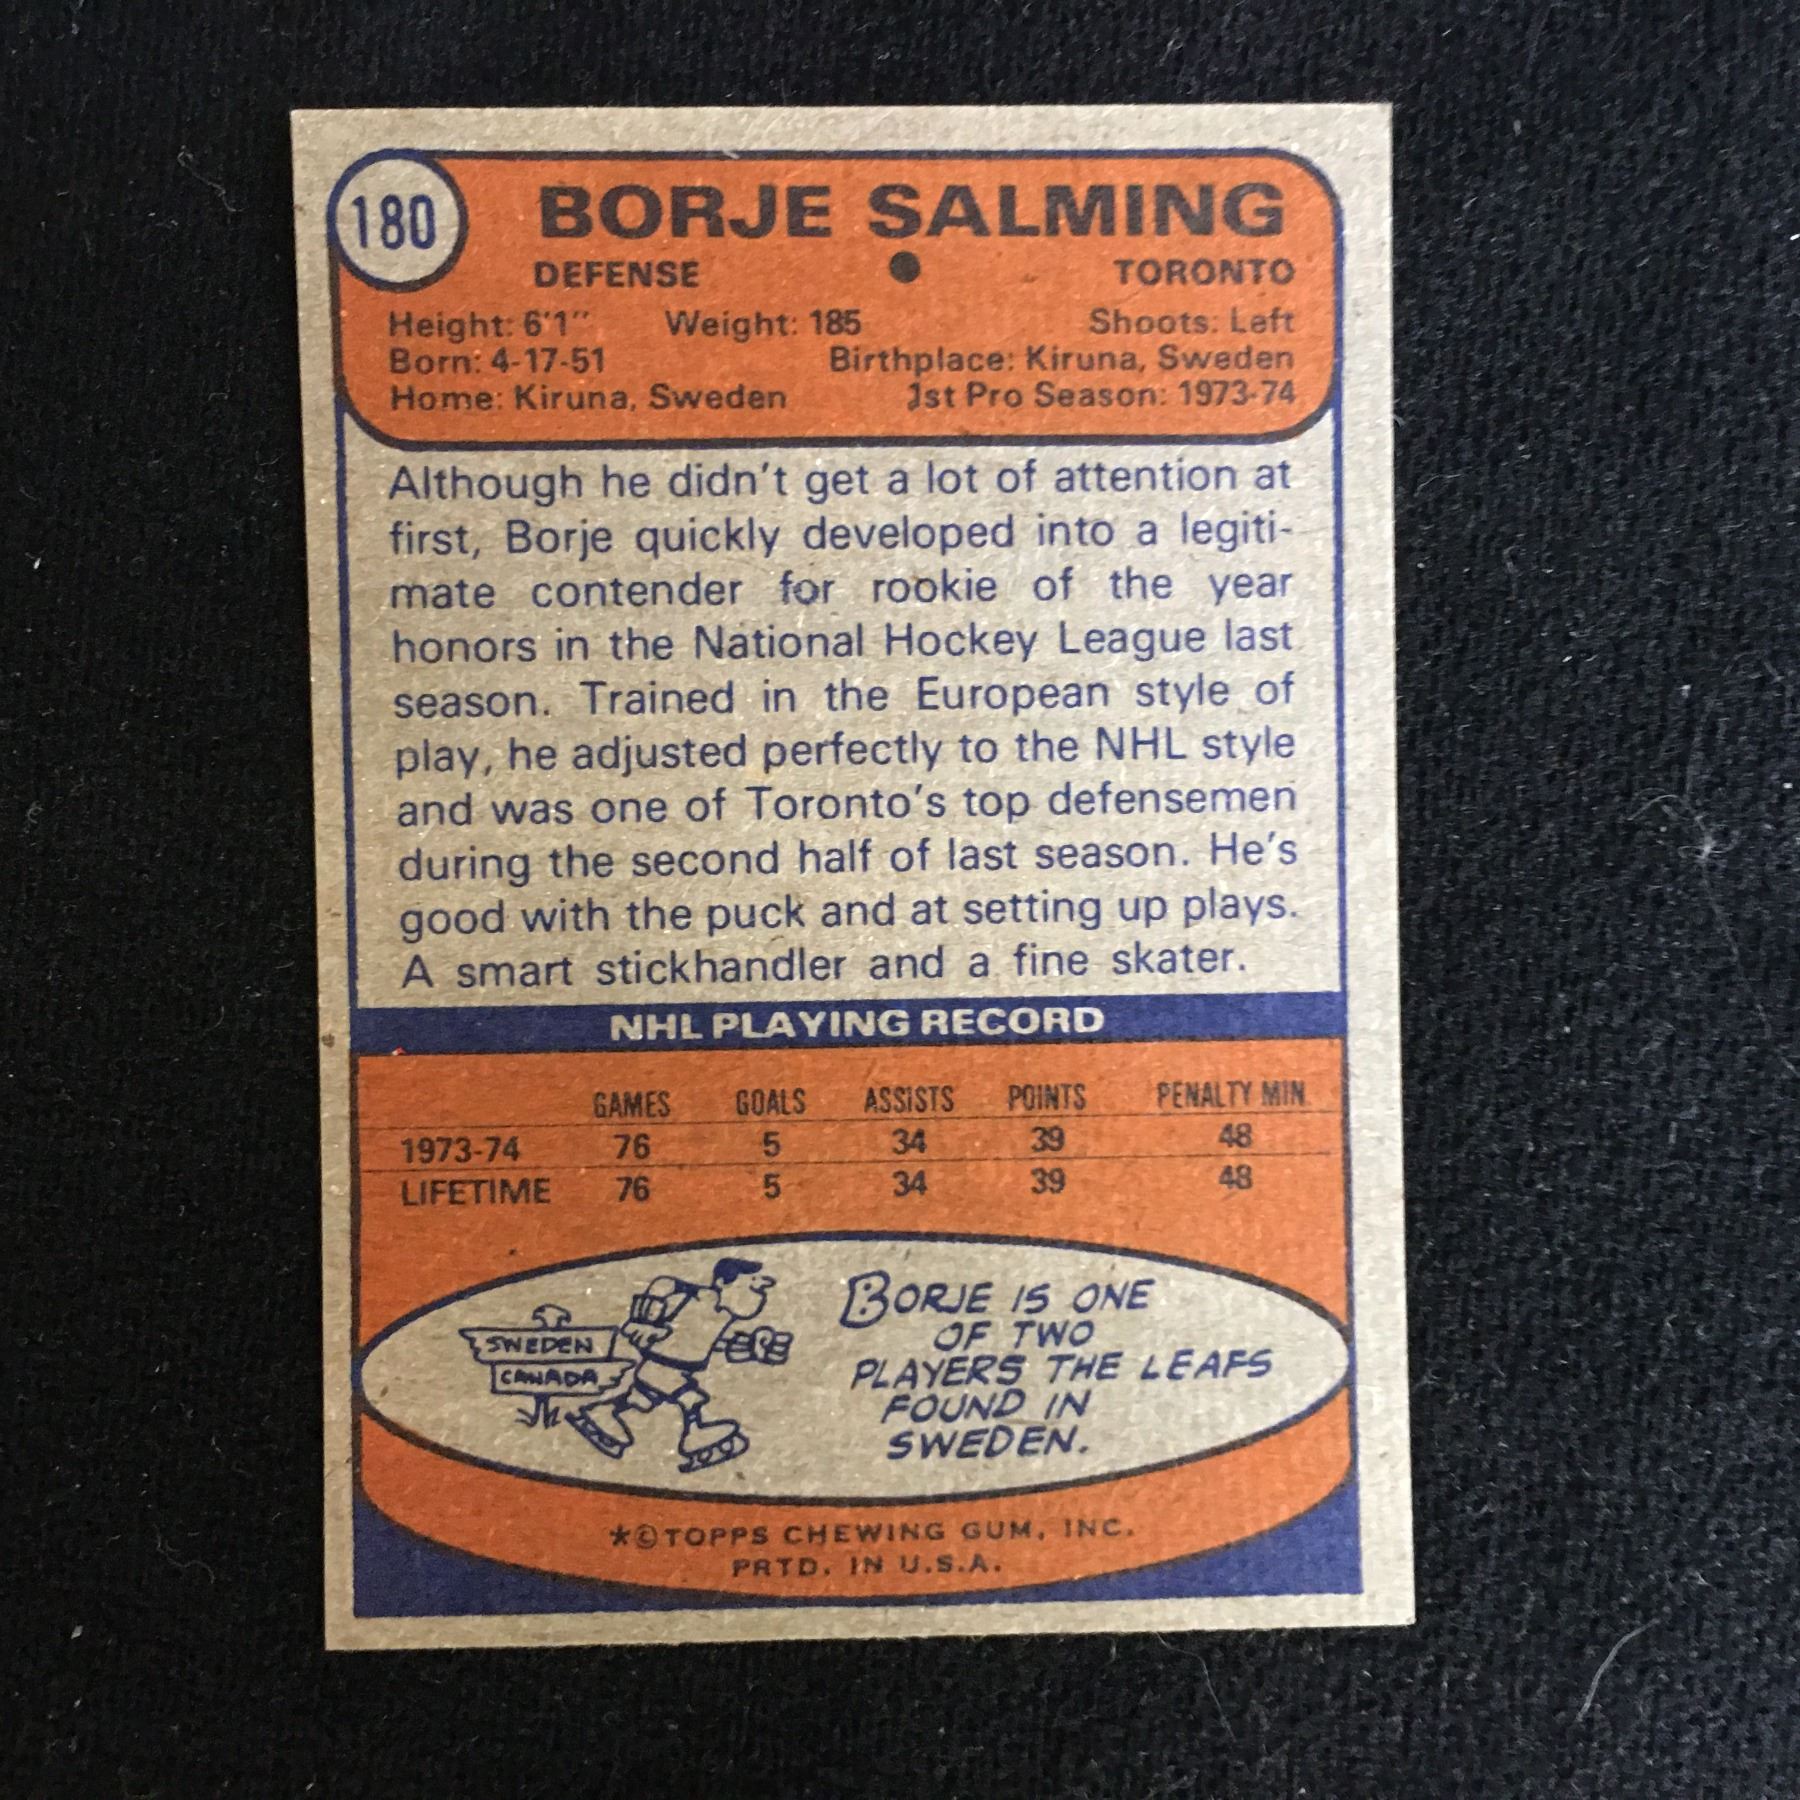 180
BORJE SALMING
DEFENSE ● TORONTO
Height: 6'1" Weight: 185 Shoots: Left
Born: 4-17-51 Birthplace: Kiruna, Sweden
Home: Kiruna, Sweden 1st Pro Season: 1973-74
Although he didn't get a lot of attention at
first, Borje quickly developed into a legiti-
mate contender for rookie of the year
honors in the National Hockey League last
season. Trained in the European style of
play, he adjusted perfectly to the NHL style
and was one of Toronto's top defensemen
during the second half of last season. He's
good with the puck and at setting up plays.
A smart stickhandler and a fine skater.
NHL PLAYING RECORD
GAMES GOALS ASSISTS POINTS PENALTY MIN
1973-74 76 5 34 39 48
LIFETIME 76 5 34 39 48
SWEDEN
CANADA
BORJE IS ONE
OF TWO
PLAYERS THE LEAFS
FOUND IN
SWEDEN.
*©TOPPS CHEWING GUM, INC.
PRTD. IN U.S.A.